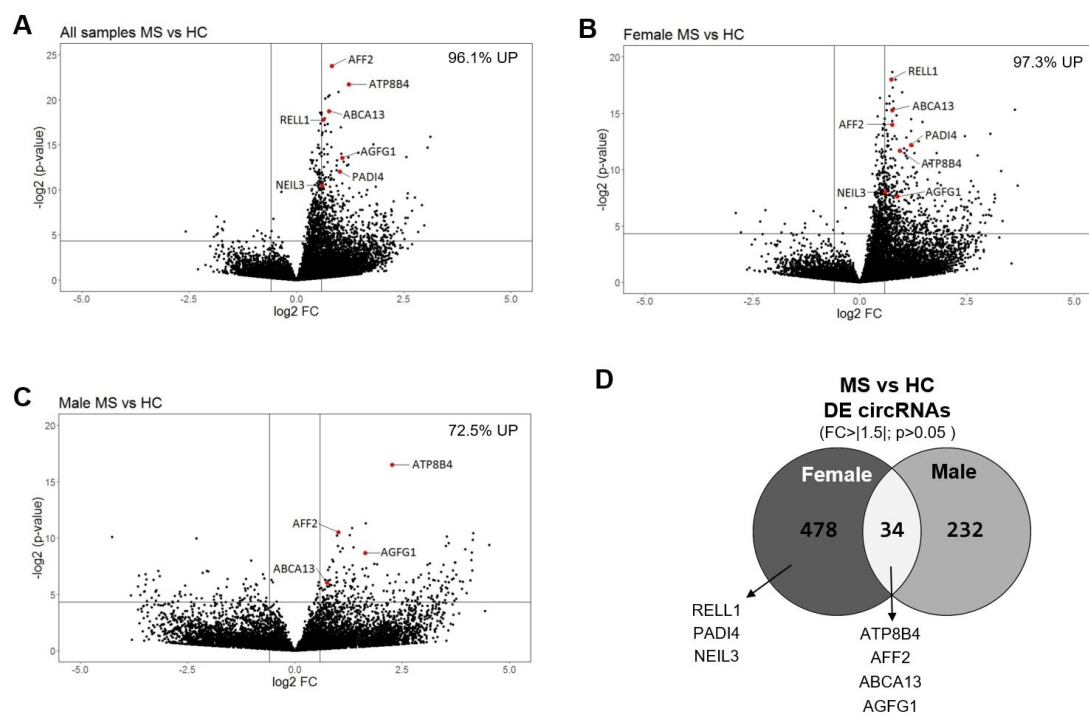 A
All samples MS vs HC
96.1% UP
25
20
15
10
5
0
-log2 (p-value)
AFF2
ATP8B4
ABCA13
RELL1
AGFG1
PADI4
NEIL3
-5.0
-2.5
0.0
2.5
5.0
log2 FC
B
Female MS vs HC
97.3% UP
20
15
10
5
0
-log2 (p-value)
RELL1
ABCA13
AFF2
PADI4
ATP8B4
NEIL3
AGFG1
-5.0
-2.5
0.0
2.5
5.0
log2 FC
C
Male MS vs HC
72.5% UP
20
15
10
5
0
-log2 (p-value)
ATP8B4
AFF2
AGFG1
ABCA13
-5.0
-2.5
0.0
2.5
5.0
log2 FC
D
MS vs HC
DE circRNAs
(FC>|1.5|; p>0.05 )
Female
Male
478
34
232
RELL1
PADI4
NEIL3
ATP8B4
AFF2
ABCA13
AGFG1